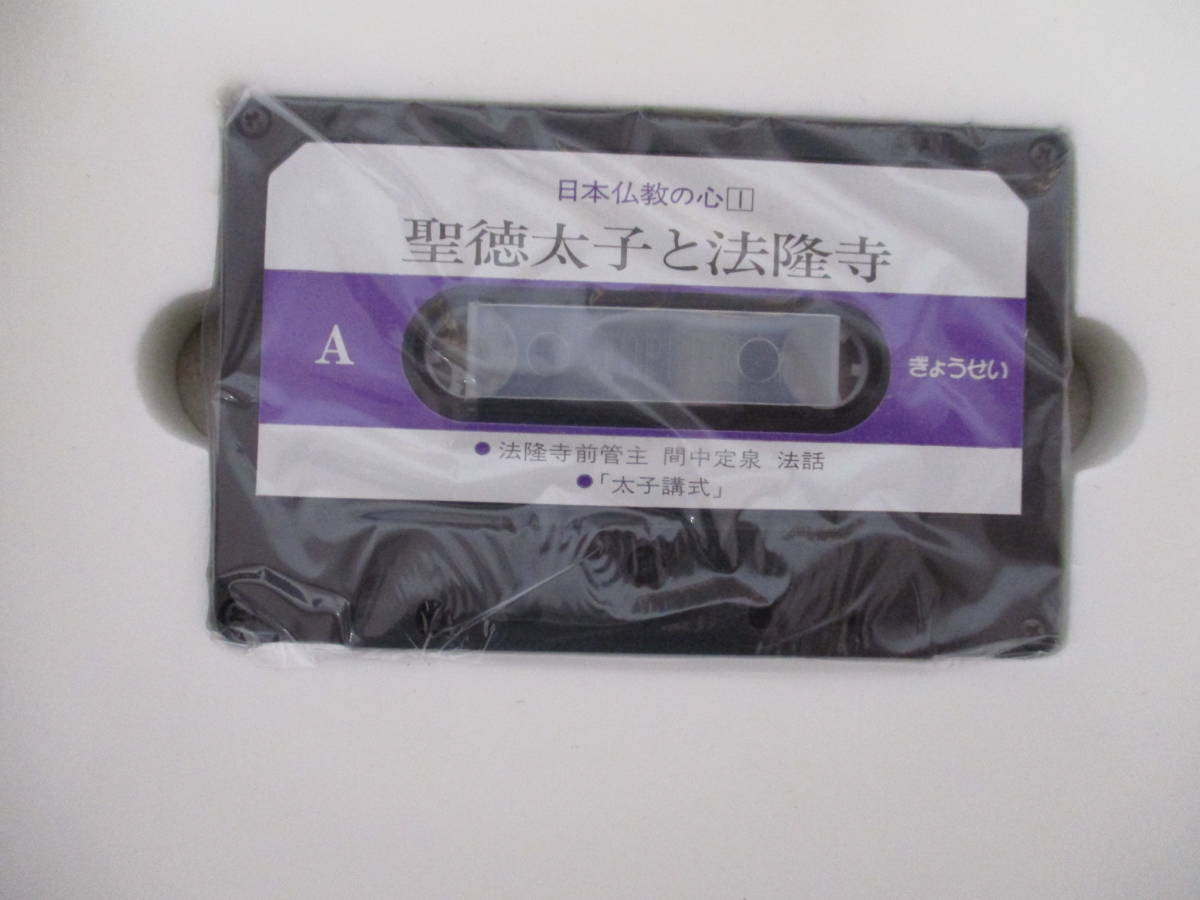 日本仏教の心1
聖徳太子と法隆寺
A
ぎょうせい
●法隆寺前管主 間中定泉 法話
●「太子講式」